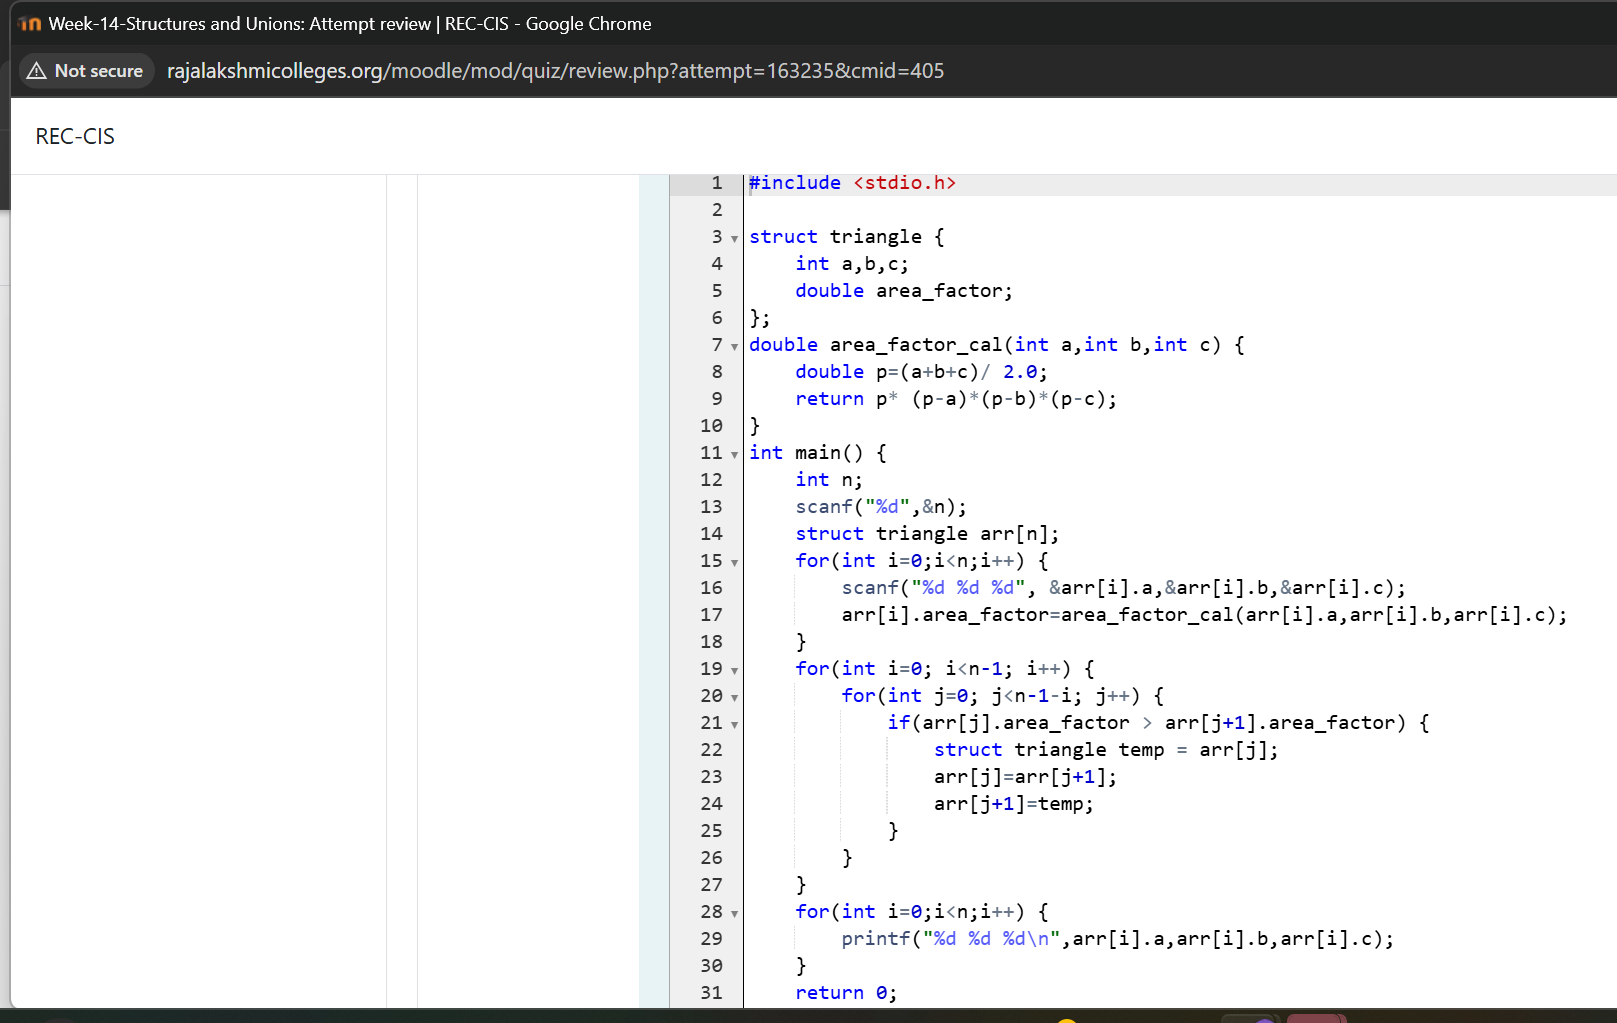 Week-14-Structures and Unions: Attempt review | REC-CIS - Google Chrome
Not secure rajalakshmicolleges.org/moodle/mod/quiz/review.php?attempt=163235&cmid=405
REC-CIS
1 #include <stdio.h>
2
3 struct triangle {
4     int a,b,c;
5     double area_factor;
6 };
7 double area_factor_cal(int a,int b,int c) {
8     double p=(a+b+c)/ 2.0;
9     return p* (p-a)*(p-b)*(p-c);
10 }
11 int main() {
12     int n;
13     scanf("%d",&n);
14     struct triangle arr[n];
15     for(int i=0;i<n;i++) {
16         scanf("%d %d %d", &arr[i].a,&arr[i].b,&arr[i].c);
17         arr[i].area_factor=area_factor_cal(arr[i].a,arr[i].b,arr[i].c);
18     }
19     for(int i=0; i<n-1; i++) {
20         for(int j=0; j<n-1-i; j++) {
21             if(arr[j].area_factor > arr[j+1].area_factor) {
22                 struct triangle temp = arr[j];
23                 arr[j]=arr[j+1];
24                 arr[j+1]=temp;
25             }
26         }
27     }
28     for(int i=0;i<n;i++) {
29         printf("%d %d %d\n",arr[i].a,arr[i].b,arr[i].c);
30     }
31     return 0;